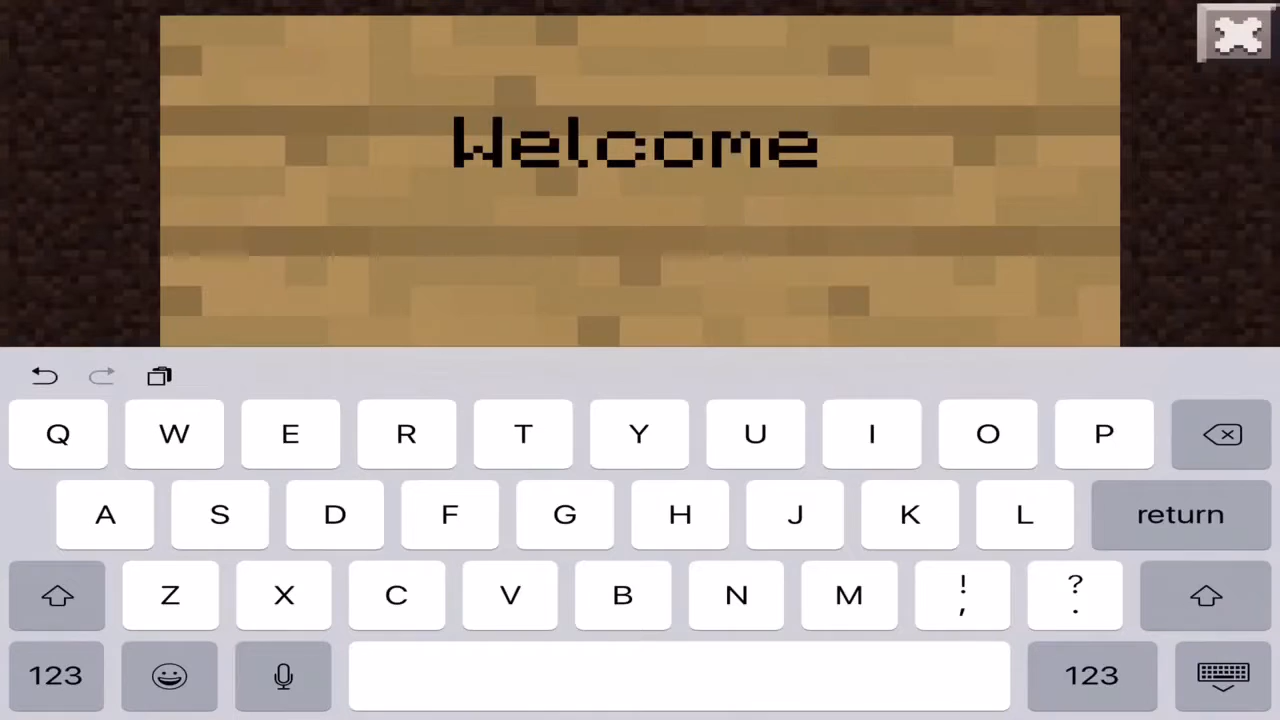 Welcome
Q W E R T Y U I O P
A S D F G H J K L return
Z X C V B N M ! , ? .
123 123